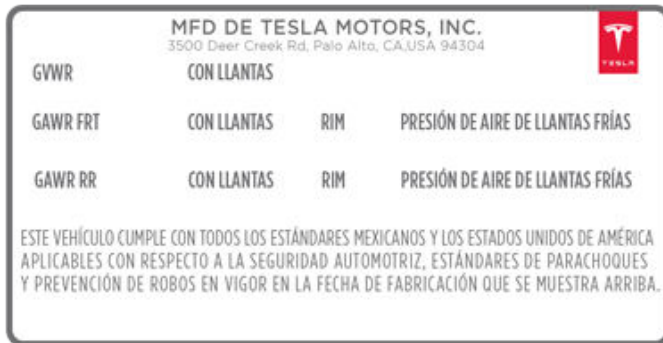 MFD DE TESLA MOTORS, INC.
3500 Deer Creek Rd, Palo Alto, CA,USA 94304
TESLA
GVWR CON LLANTAS
GAWR FRT CON LLANTAS RIM PRESIÓN DE AIRE DE LLANTAS FRÍAS
GAWR RR CON LLANTAS RIM PRESIÓN DE AIRE DE LLANTAS FRÍAS
ESTE VEHÍCULO CUMPLE CON TODOS LOS ESTÁNDARES MEXICANOS Y LOS ESTADOS UNIDOS DE AMÉRICA
APLICABLES CON RESPECTO A LA SEGURIDAD AUTOMOTRIZ, ESTÁNDARES DE PARACHOQUES
Y PREVENCIÓN DE ROBOS EN VIGOR EN LA FECHA DE FABRICACIÓN QUE SE MUESTRA ARRIBA.